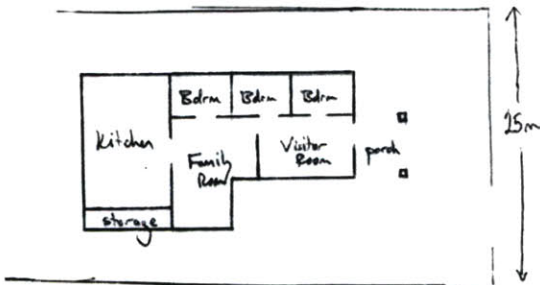 Bdrm
Bdrm
Bdrm
Kitchen
Family
Room
Visitor
Room
porch
25m
storage